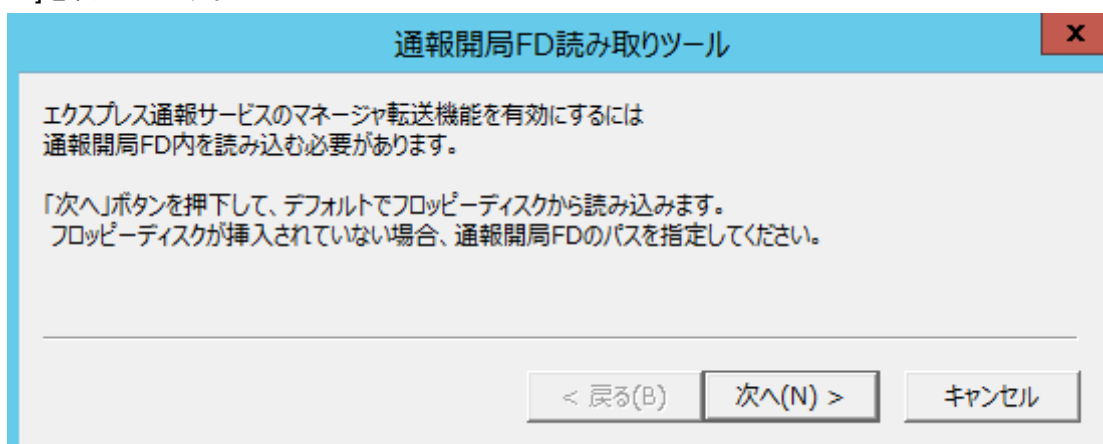 通報開局FD読み取りツール
x
エクスプレス通報サービスのマネージャ転送機能を有効にするには
通報開局FD内を読み込む必要があります。
「次へ」ボタンを押下して、デフォルトでフロッピーディスクから読み込みます。
フロッピーディスクが挿入されていない場合、通報開局FDのパスを指定してください。
< 戻る(B)
次へ(N) >
キャンセル